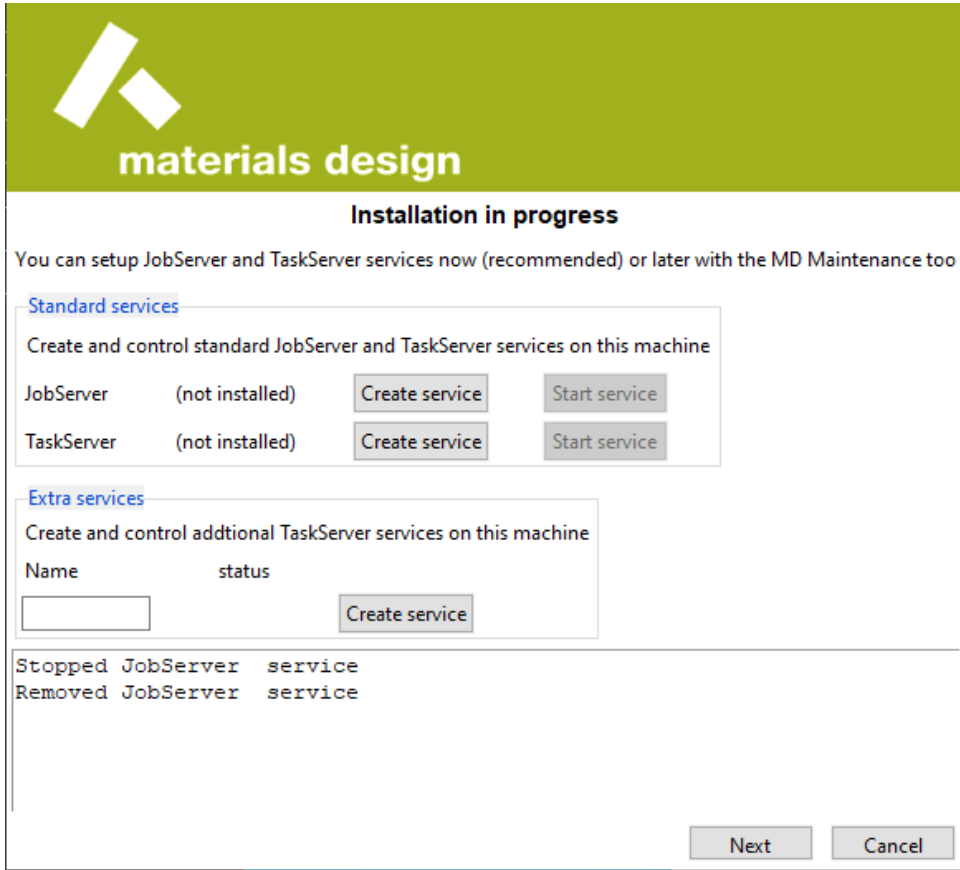 materials design
Installation in progress
You can setup JobServer and TaskServer services now (recommended) or later with the MD Maintenance too
Standard services
Create and control standard JobServer and TaskServer services on this machine
JobServer (not installed) Create service Start service
TaskServer (not installed) Create service Start service
Extra services
Create and control addtional TaskServer services on this machine
Name status
Create service
Stopped JobServer service
Removed JobServer service
Next Cancel